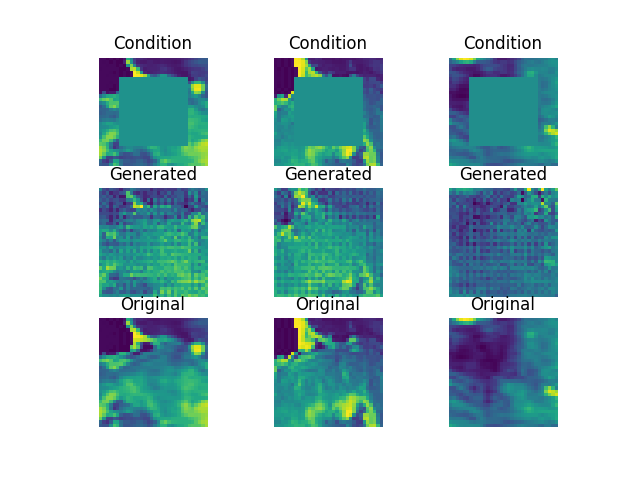 Condition Condition Condition
Generated Generated Generated
Original Original Original